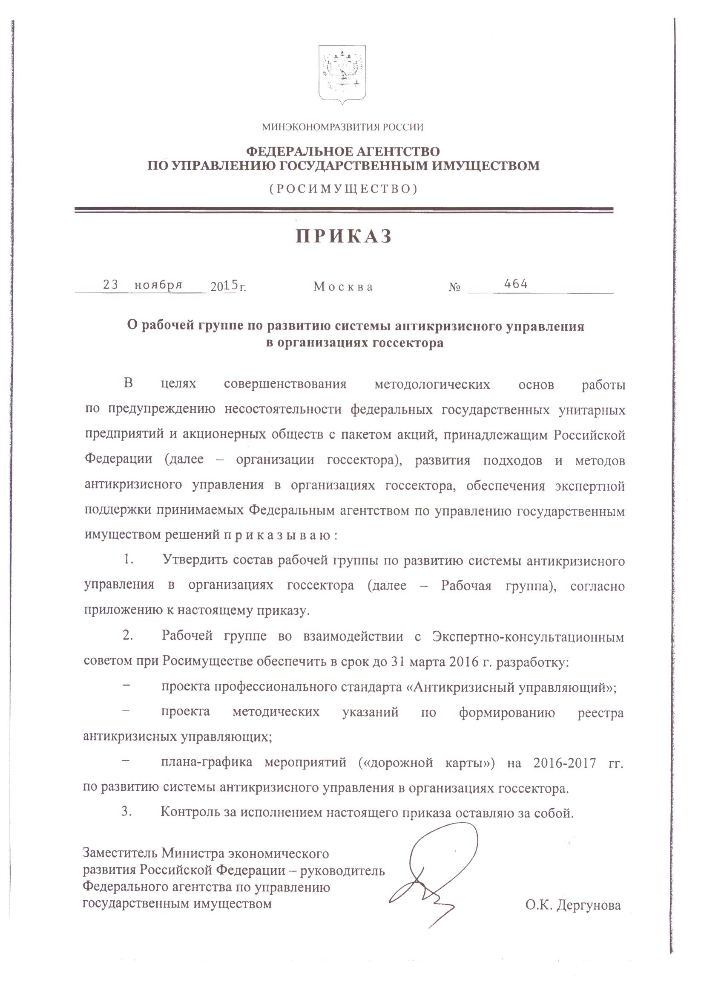 МИНЭКОНОМРАЗВИТИЯ РОССИИ
ФЕДЕРАЛЬНОЕ АГЕНТСТВО
ПО УПРАВЛЕНИЮ ГОСУДАРСТВЕННЫМ ИМУЩЕСТВОМ
(РОСИМУЩЕСТВО)
ПРИКАЗ
23 ноября 2015г. Москва № 464
О рабочей группе по развитию системы антикризисного управления
в организациях госсектора
В целях совершенствования методологических основ работы
по предупреждению несостоятельности федеральных государственных унитарных
предприятий и акционерных обществ с пакетом акций, принадлежащим Российской
Федерации (далее – организации госсектора), развития подходов и методов
антикризисного управления в организациях госсектора, обеспечения экспертной
поддержки принимаемых Федеральным агентством по управлению государственным
имуществом решений п р и к а з ы в а ю :
1. Утвердить состав рабочей группы по развитию системы антикризисного
управления в организациях госсектора (далее – Рабочая группа), согласно
приложению к настоящему приказу.
2. Рабочей группе во взаимодействии с Экспертно-консультационным
советом при Росимуществе обеспечить в срок до 31 марта 2016 г. разработку:
– проекта профессионального стандарта «Антикризисный управляющий»;
– проекта методических указаний по формированию реестра
антикризисных управляющих;
– плана-графика мероприятий («дорожной карты») на 2016-2017 гг.
по развитию системы антикризисного управления в организациях госсектора.
3. Контроль за исполнением настоящего приказа оставляю за собой.
Заместитель Министра экономического
развития Российской Федерации – руководитель
Федерального агентства по управлению
государственным имуществом О.К. Дергунова